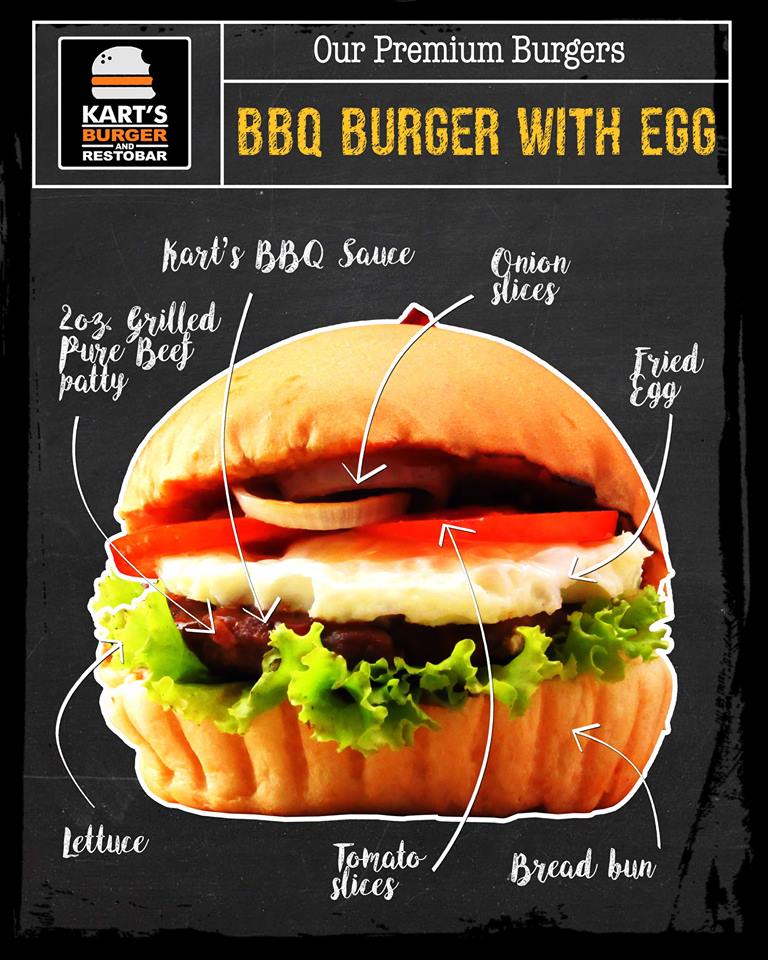 Our Premium Burgers
KART'S
BURGER
AND
RESTOBAR
BBQ BURGER WITH EGG
Kart's BBQ Sauce
Onion
slices
2oz. Grilled
Pure Beef
patty
Fried
Egg
Lettuce
Tomato
slices
Bread bun